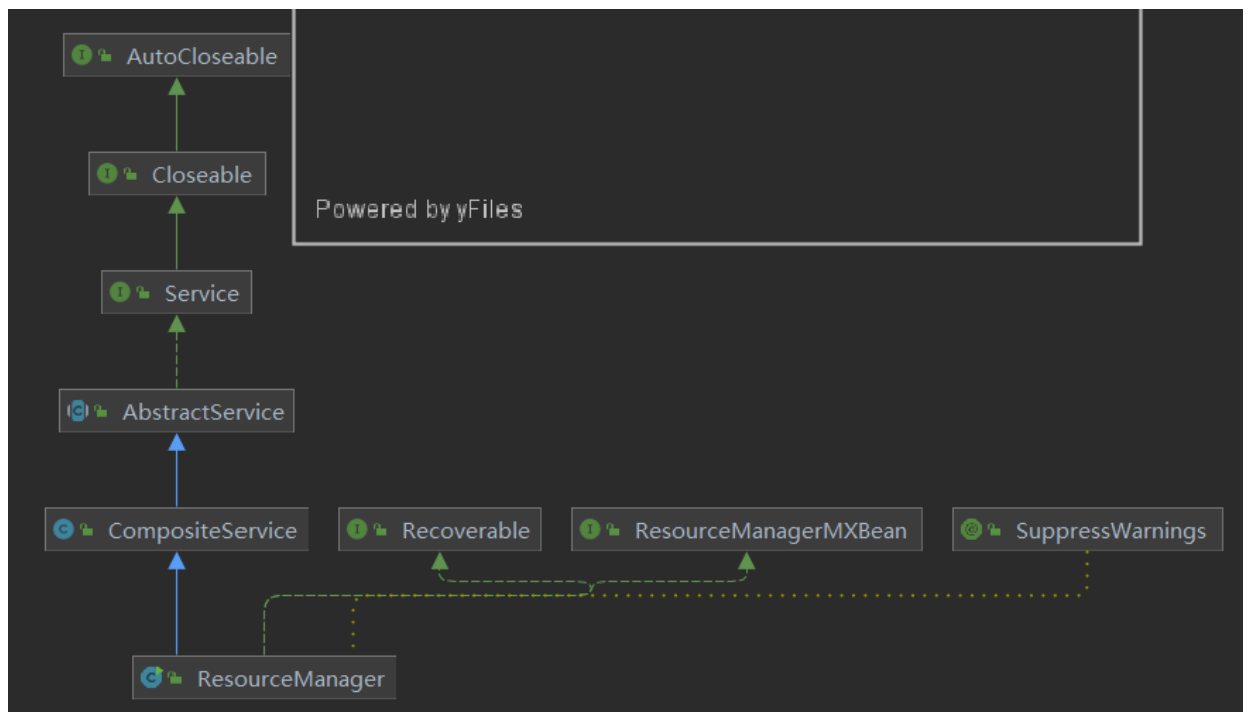 AutoCloseable
Closeable
Powered by yFiles
Service
AbstractService
CompositeService
Recoverable
ResourceManagerMXBean
SuppressWarnings
ResourceManager